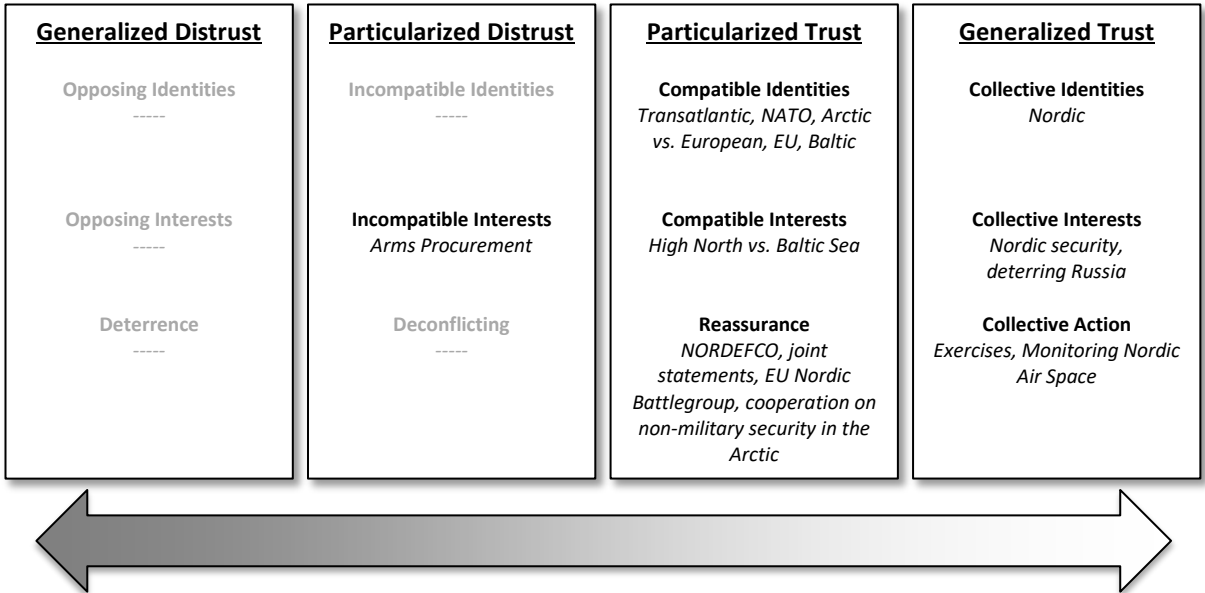 Generalized Distrust
Opposing Identities
-----
Opposing Interests
-----
Deterrence
-----
Particularized Distrust
Incompatible Identities
-----
Incompatible Interests
Arms Procurement
Deconflicting
-----
Particularized Trust
Compatible Identities
Transatlantic, NATO, Arctic
vs. European, EU, Baltic
Compatible Interests
High North vs. Baltic Sea
Reassurance
NORDEFCO, joint
statements, EU Nordic
Battlegroup, cooperation on
non-military security in the
Arctic
Generalized Trust
Collective Identities
Nordic
Collective Interests
Nordic security,
deterring Russia
Collective Action
Exercises, Monitoring Nordic
Air Space